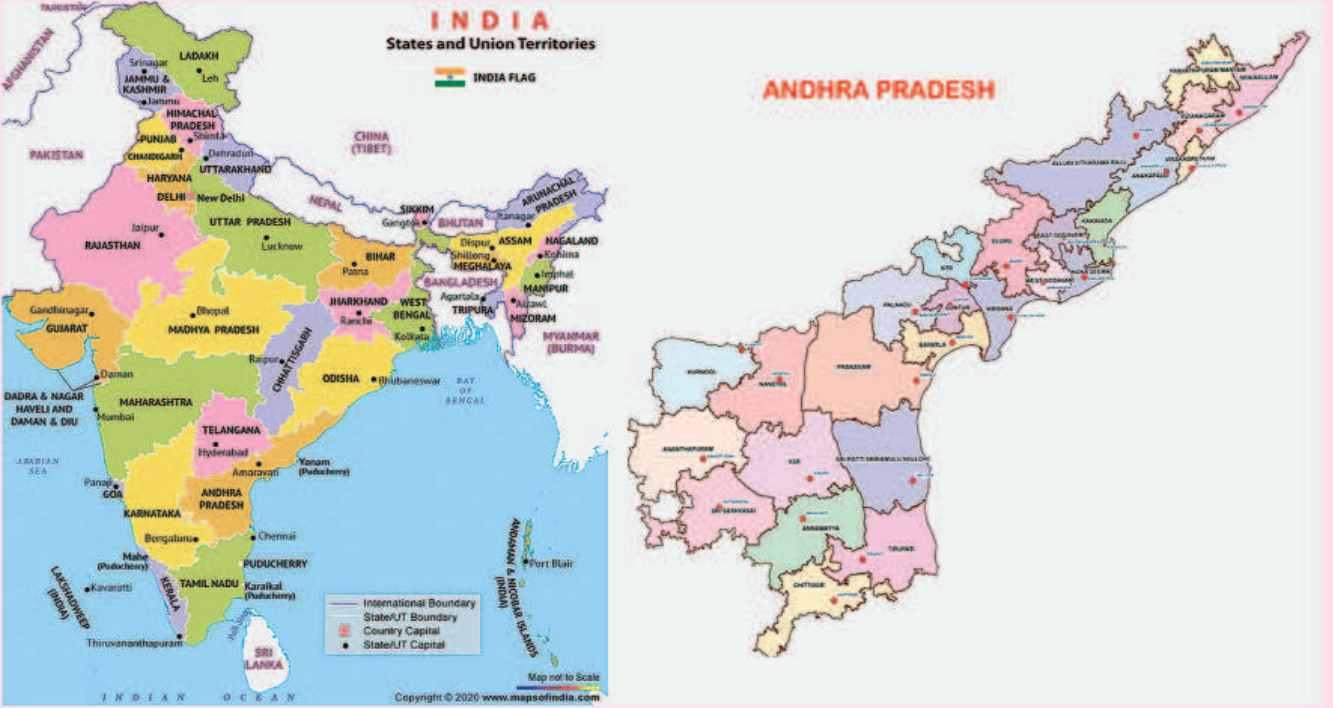 INDIA
States and Union Territories
INDIA FLAG
TAJIKISTAN
AFGHANISTAN
PAKISTAN
CHINA
(TIBET)
NEPAL
BHUTAN
BANGLADESH
MYANMAR
(BURMA)
SRI
LANKA
LADAKH
Leh
Srinagar
JAMMU &
KASHMIR
Jammu
HIMACHAL
PRADESH
Shimla
PUNJAB
CHANDIGARH
Dehradun
UTTARAKHAND
HARYANA
DELHI
New Delhi
UTTAR PRADESH
Lucknow
RAJASTHAN
Jaipur
BIHAR
Patna
SIKKIM
Gangtok
ARUNACHAL
PRADESH
Itanagar
Dispur
ASSAM
NAGALAND
Kohima
Shillong
MEGHALAYA
Imphal
MANIPUR
Agartala
TRIPURA
Aizawl
MIZORAM
Gandhinagar
GUJARAT
Bhopal
MADHYA PRADESH
JHARKHAND
Ranchi
WEST
BENGAL
Kolkata
Raipur
CHHATTISGARH
ODISHA
Bhubaneswar
BAY
OF
BENGAL
Daman
DADRA & NAGAR
HAVELI AND
DAMAN & DIU
MAHARASHTRA
Mumbai
TELANGANA
Hyderabad
ARABIAN
SEA
Amaravati
Yanam
(Puducherry)
Panaji
GOA
ANDHRA
PRADESH
KARNATAKA
Bengaluru
Chennai
Mahe
(Puducherry)
PUDUCHERRY
TAMIL NADU
Karaikal
(Puducherry)
KERALA
LAKSHADWEEP
(INDIA)
Kavaratti
Thiruvananthapuram
ANDAMAN & NICOBAR ISLANDS
(INDIA)
Port Blair
International Boundary
State/UT Boundary
Country Capital
State/UT Capital
Map not to Scale
INDIAN OCEAN
Copyright © 2020 www.mapsofindia.com
ANDHRA PRADESH
PARVATHIPURAM MANYAM
SRIKAKULAM
VIZIANAGARAM
ALLURI SITHARAMA RAJU
VISAKHAPATNAM
ANAKAPALLI
KAKINADA
EAST GODAVARI
ELURU
KONA SEEMA
WEST GODAVARI
NTR
PALNADU
GUNTUR
KRISHNA
BAPATLA
KURNOOL
NANDYAL
PRAKASAM
ANANTHAPURAM
YSR
SRI POTTI SRIRAMULU NELLORE
SRI SATHYASAI
ANNAMAYYA
TIRUPATI
CHITTOOR